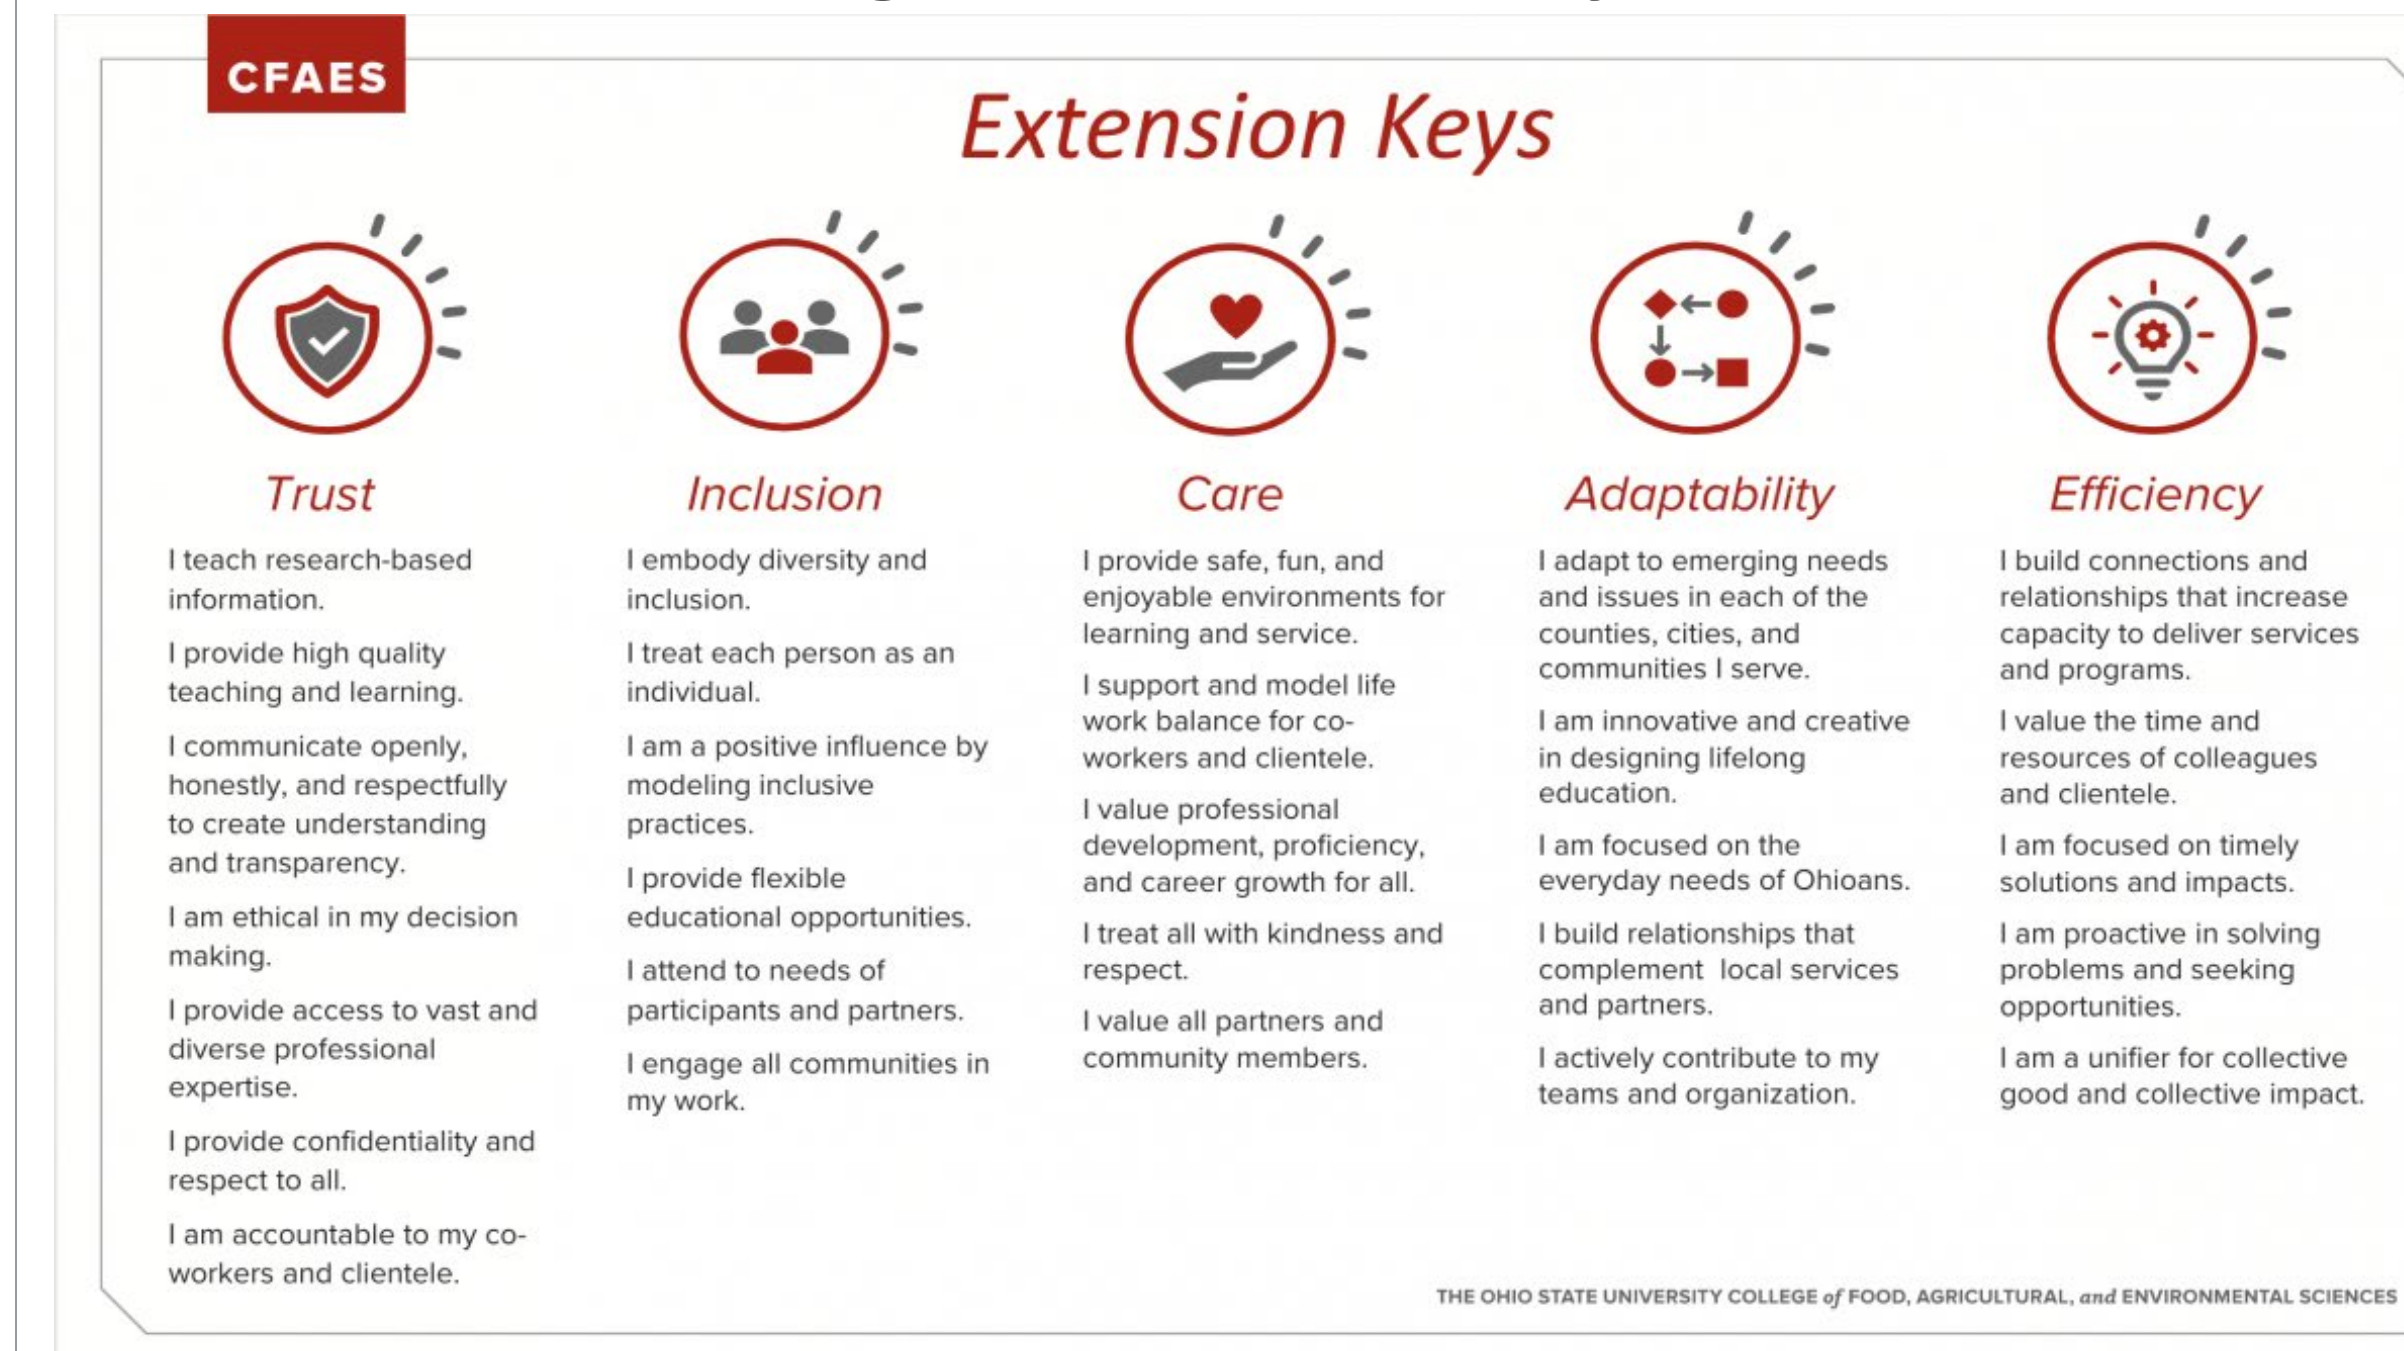 CFAES
Extension Keys
Trust
I teach research-based
information.
I provide high quality
teaching and learning.
I communicate openly,
honestly, and respectfully
to create understanding
and transparency.
I am ethical in my decision
making.
I provide access to vast and
diverse professional
expertise.
I provide confidentiality and
respect to all.
I am accountable to my co-
workers and clientele.
Inclusion
I embody diversity and
inclusion.
I treat each person as an
individual.
I am a positive influence by
modeling inclusive
practices.
I provide flexible
educational opportunities.
I attend to needs of
participants and partners.
I engage all communities in
my work.
Care
I provide safe, fun, and
enjoyable environments for
learning and service.
I support and model life
work balance for co-
workers and clientele.
I value professional
development, proficiency,
and career growth for all.
I treat all with kindness and
respect.
I value all partners and
community members.
Adaptability
I adapt to emerging needs
and issues in each of the
counties, cities, and
communities I serve.
I am innovative and creative
in designing lifelong
education.
I am focused on the
everyday needs of Ohioans.
I build relationships that
complement  local services
and partners.
I actively contribute to my
teams and organization.
Efficiency
I build connections and
relationships that increase
capacity to deliver services
and programs.
I value the time and
resources of colleagues
and clientele.
I am focused on timely
solutions and impacts.
I am proactive in solving
problems and seeking
opportunities.
I am a unifier for collective
good and collective impact.
THE OHIO STATE UNIVERSITY COLLEGE of FOOD, AGRICULTURAL, and ENVIRONMENTAL SCIENCES